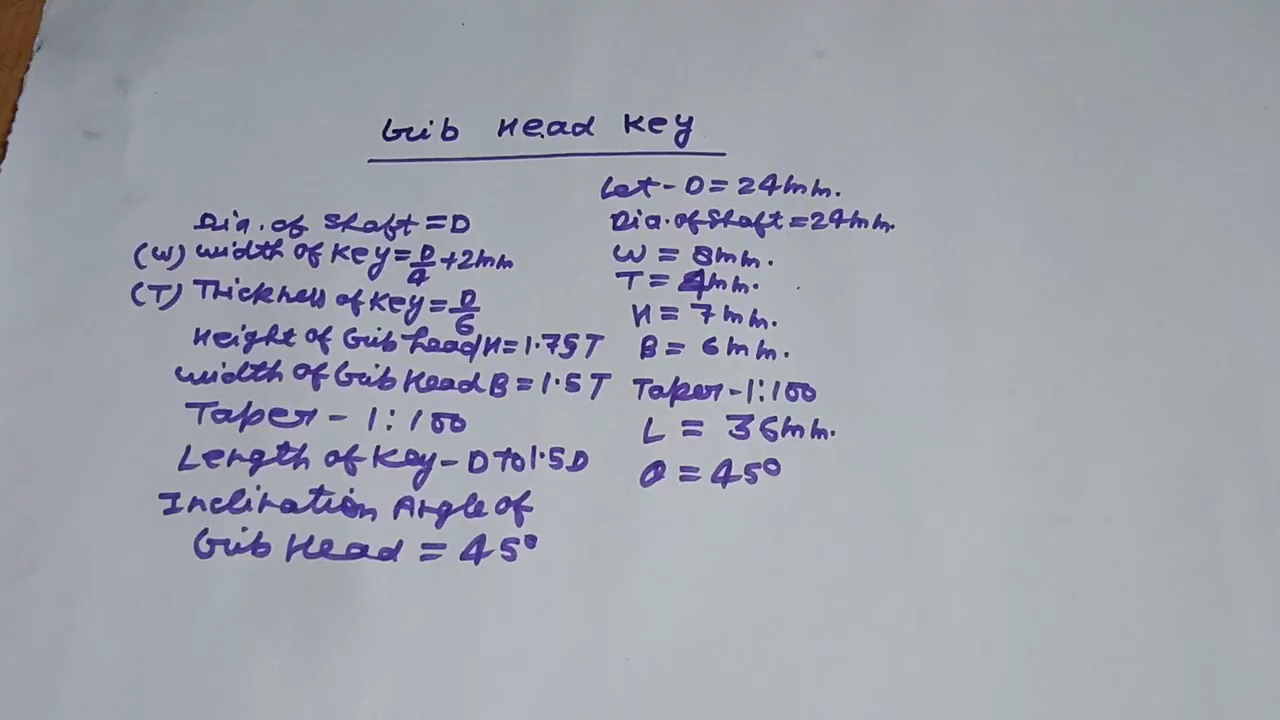 Gib Head Key
Dia. of Shaft = D
(W) Width of Key = D/4 + 2mm
(T) Thickness of Key = D/6
Height of Gib head H = 1.75T
Width of Gib Head B = 1.5T
Taper - 1:100
Length of Key - D to 1.5D
Inclination Angle of
Gib Head = 45°
Let - D = 24mm.
Dia. of Shaft = 24mm.
W = 8mm.
T = 4mm.
H = 7mm.
B = 6mm.
Taper - 1:100
L = 36mm.
θ = 45°